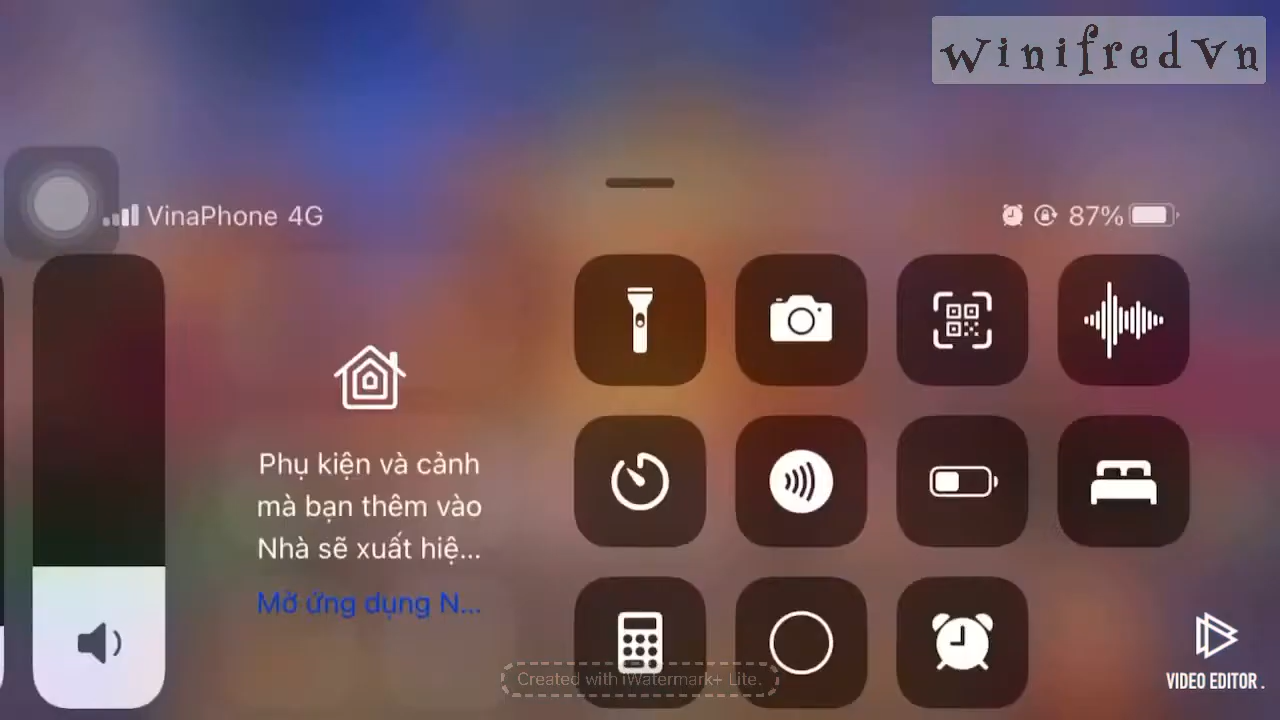 WinifredVn
VinaPhone 4G
87%
Phụ kiện và cảnh
mà bạn thêm vào
Nhà sẽ xuất hiệ...
Mở ứng dụng N...
Created with iWatermark+ Lite.
VIDEO EDITOR.